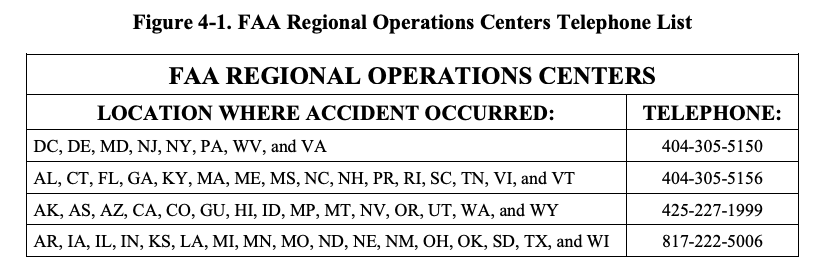 Figure 4-1. FAA Regional Operations Centers Telephone List
FAA REGIONAL OPERATIONS CENTERS
LOCATION WHERE ACCIDENT OCCURRED: TELEPHONE:
DC, DE, MD, NJ, NY, PA, WV, and VA 404-305-5150
AL, CT, FL, GA, KY, MA, ME, MS, NC, NH, PR, RI, SC, TN, VI, and VT 404-305-5156
AK, AS, AZ, CA, CO, GU, HI, ID, MP, MT, NV, OR, UT, WA, and WY 425-227-1999
AR, IA, IL, IN, KS, LA, MI, MN, MO, ND, NE, NM, OH, OK, SD, TX, and WI 817-222-5006